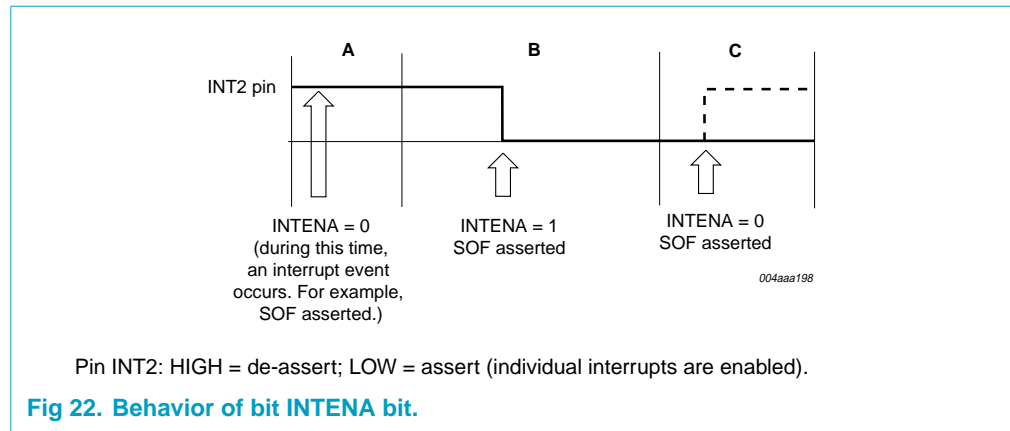 A
B
C
INT2 pin
INTENA = 0
(during this time,
an interrupt event
occurs. For example,
SOF asserted.)
INTENA = 1
SOF asserted
INTENA = 0
SOF asserted
004aaa198
Pin INT2: HIGH = de-assert; LOW = assert (individual interrupts are enabled).
Fig 22. Behavior of bit INTENA bit.